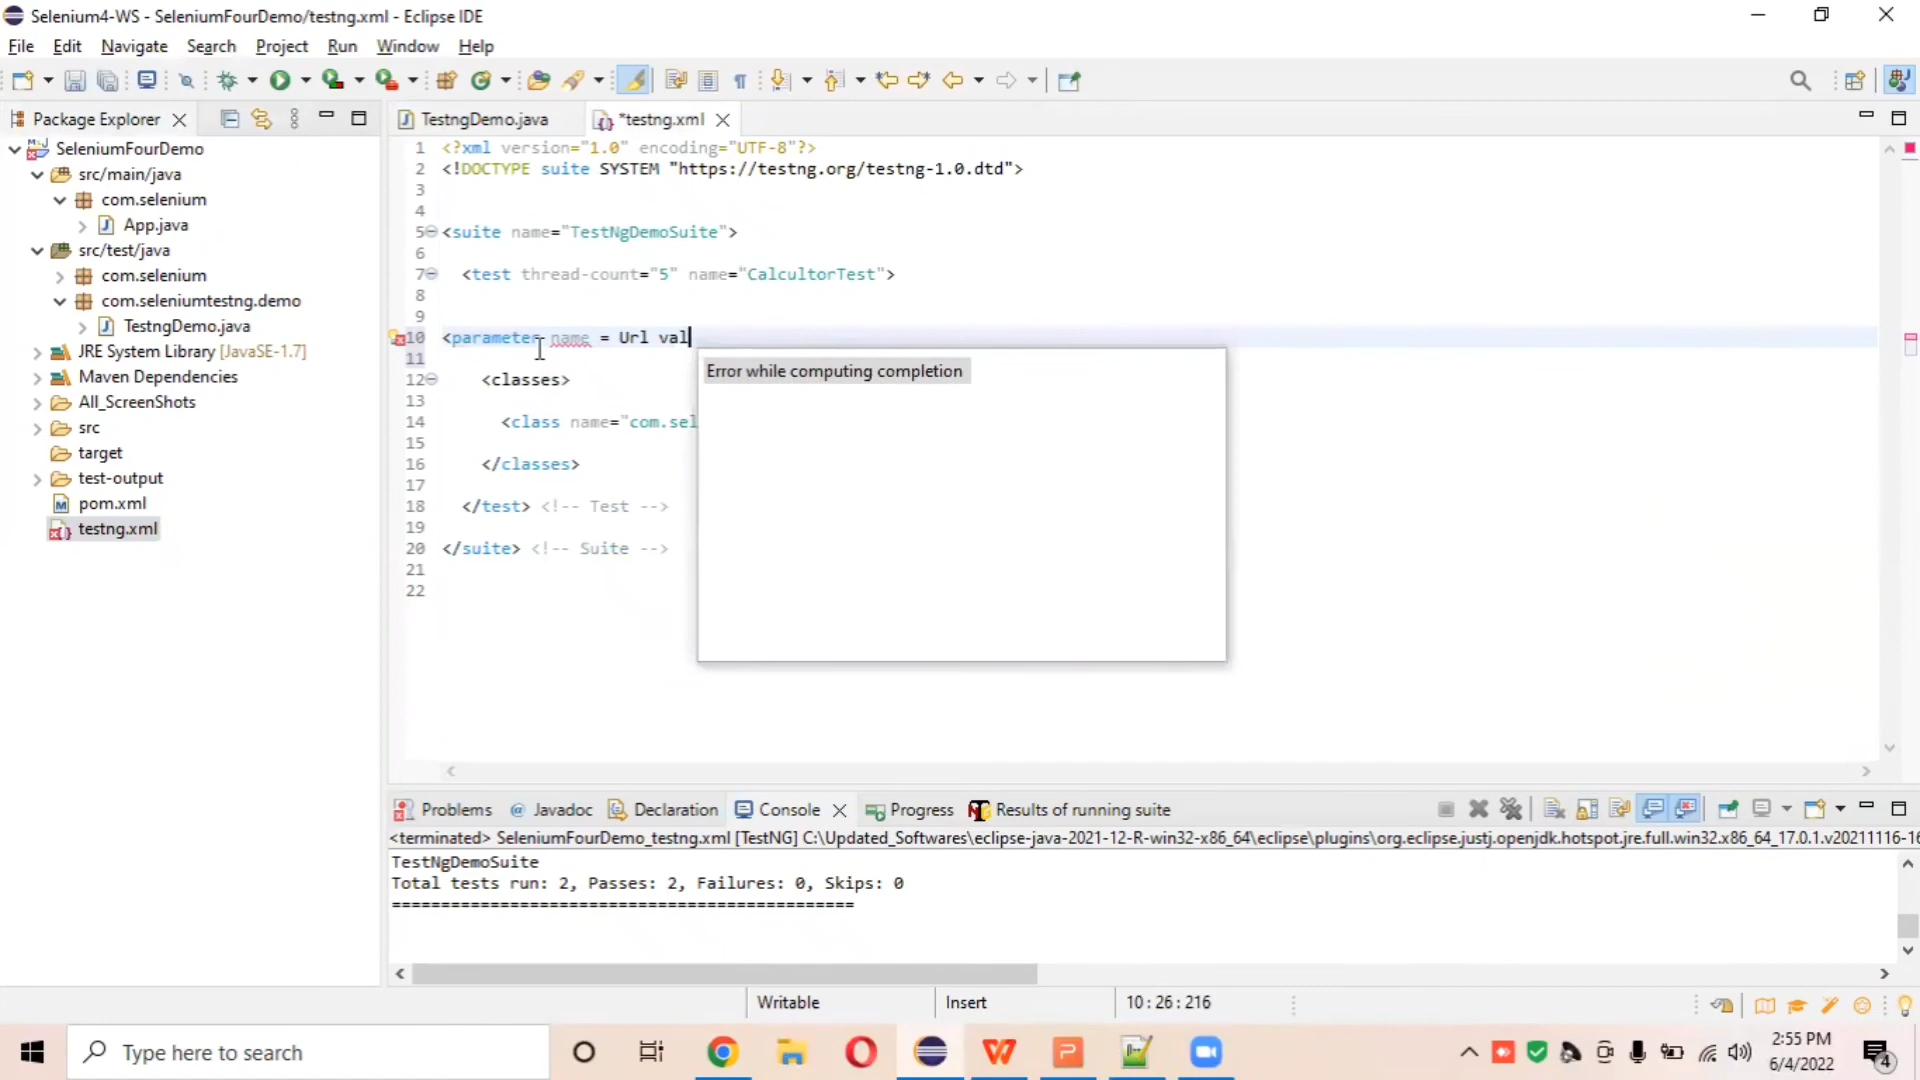 Selenium4-WS - SeleniumFourDemo/testng.xml - Eclipse IDE
File Edit Navigate Search Project Run Window Help
Package Explorer
TestngDemo.java
*testng.xml
SeleniumFourDemo
src/main/java
com.selenium
App.java
src/test/java
com.selenium
com.seleniumtestng.demo
TestngDemo.java
JRE System Library [JavaSE-1.7]
Maven Dependencies
All_ScreenShots
src
target
test-output
pom.xml
testng.xml
1 <?xml version="1.0" encoding="UTF-8"?>
2 <!DOCTYPE suite SYSTEM "https://testng.org/testng-1.0.dtd">
3
4
5 <suite name="TestNgDemoSuite">
6
7 <test thread-count="5" name="CalcultorTest">
8
9
10 <parameter name = Url val
11
12 <classes>
13
14 <class name="com.sel
15
16 </classes>
17
18 </test> <!-- Test -->
19
20 </suite> <!-- Suite -->
21
22
Error while computing completion
Problems Javadoc Declaration Console Progress Results of running suite
<terminated> SeleniumFourDemo_testng.xml [TestNG] C:\Updated_Softwares\eclipse-java-2021-12-R-win32-x86_64\eclipse\plugins\org.eclipse.justj.openjdk.hotspot.jre.full.win32.x86_64_17.0.1.v20211116-16
TestNgDemoSuite
Total tests run: 2, Passes: 2, Failures: 0, Skips: 0
===============================================
Writable Insert 10 : 26 : 216
Type here to search
2:55 PM
6/4/2022
4